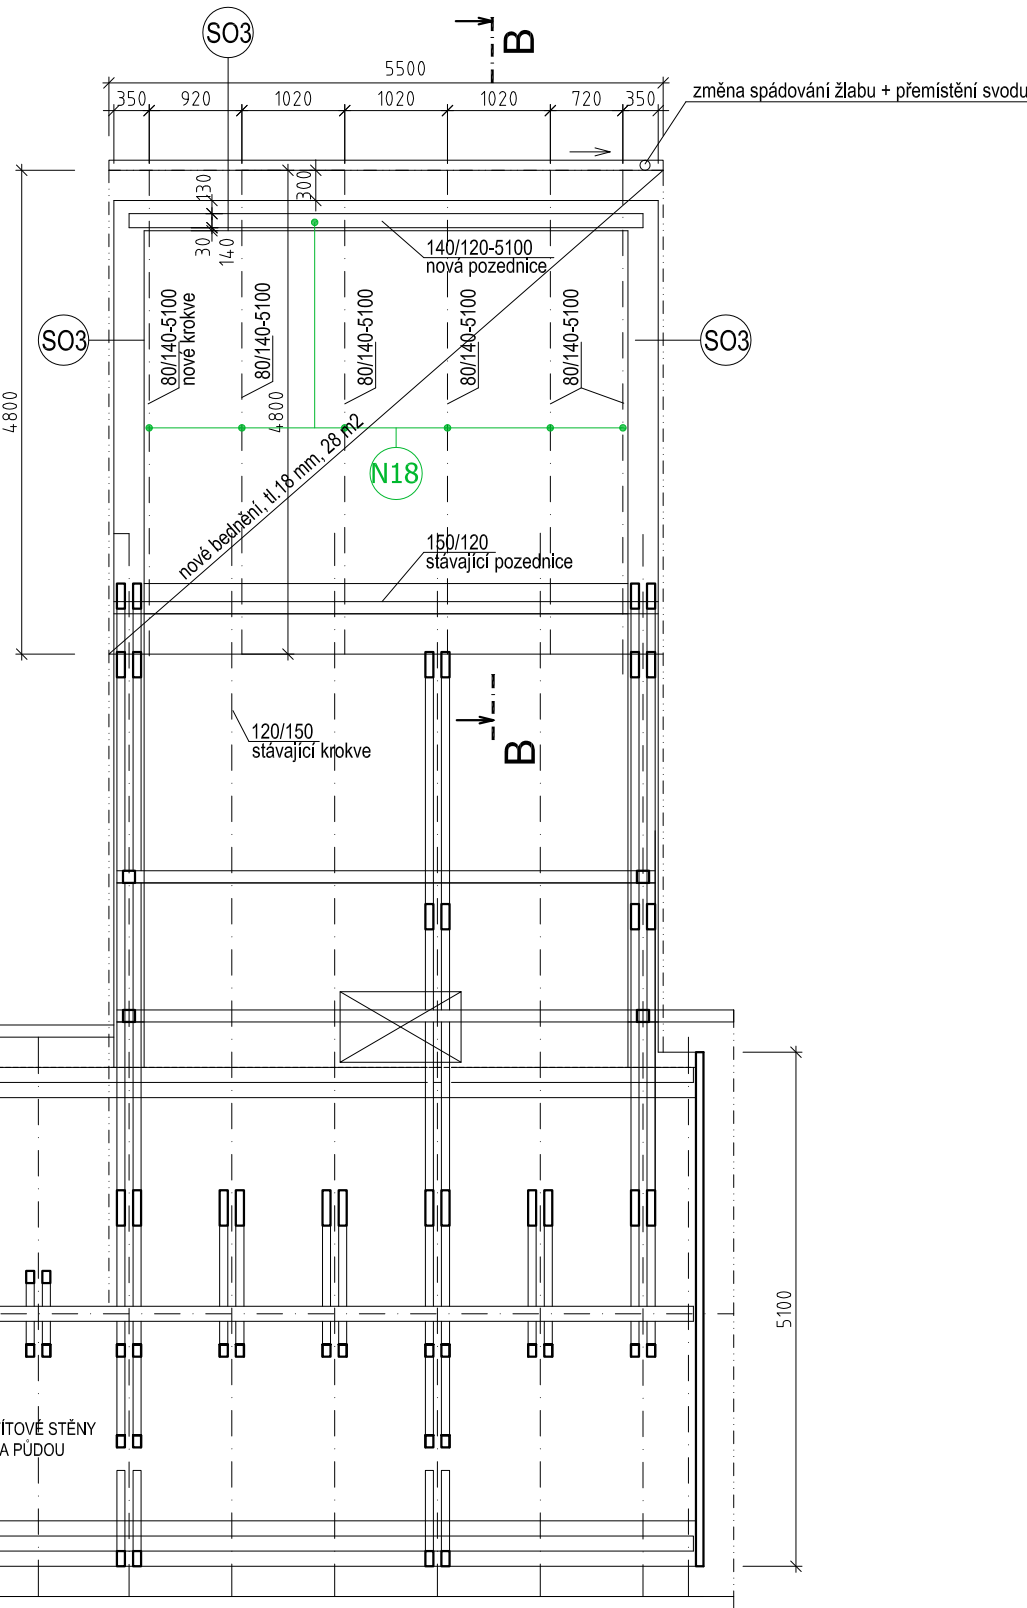 SO3
B
5500
350 920 1020 1020 1020 720 350
změna spádování žlabu + přemístění svodu
130
300
30
140
140/120-5100
nová pozednice
80/140-5100
nové krokve
80/140-5100
80/140-5100
80/140-5100
80/140-5100
SO3
SO3
4800
4800
N18
nové bednění, tl.18 mm, 28 m2
150/120
stávající pozednice
120/150
stávající krokve
B
5100
ÍTOVÉ STĚNY
A PŮDOU